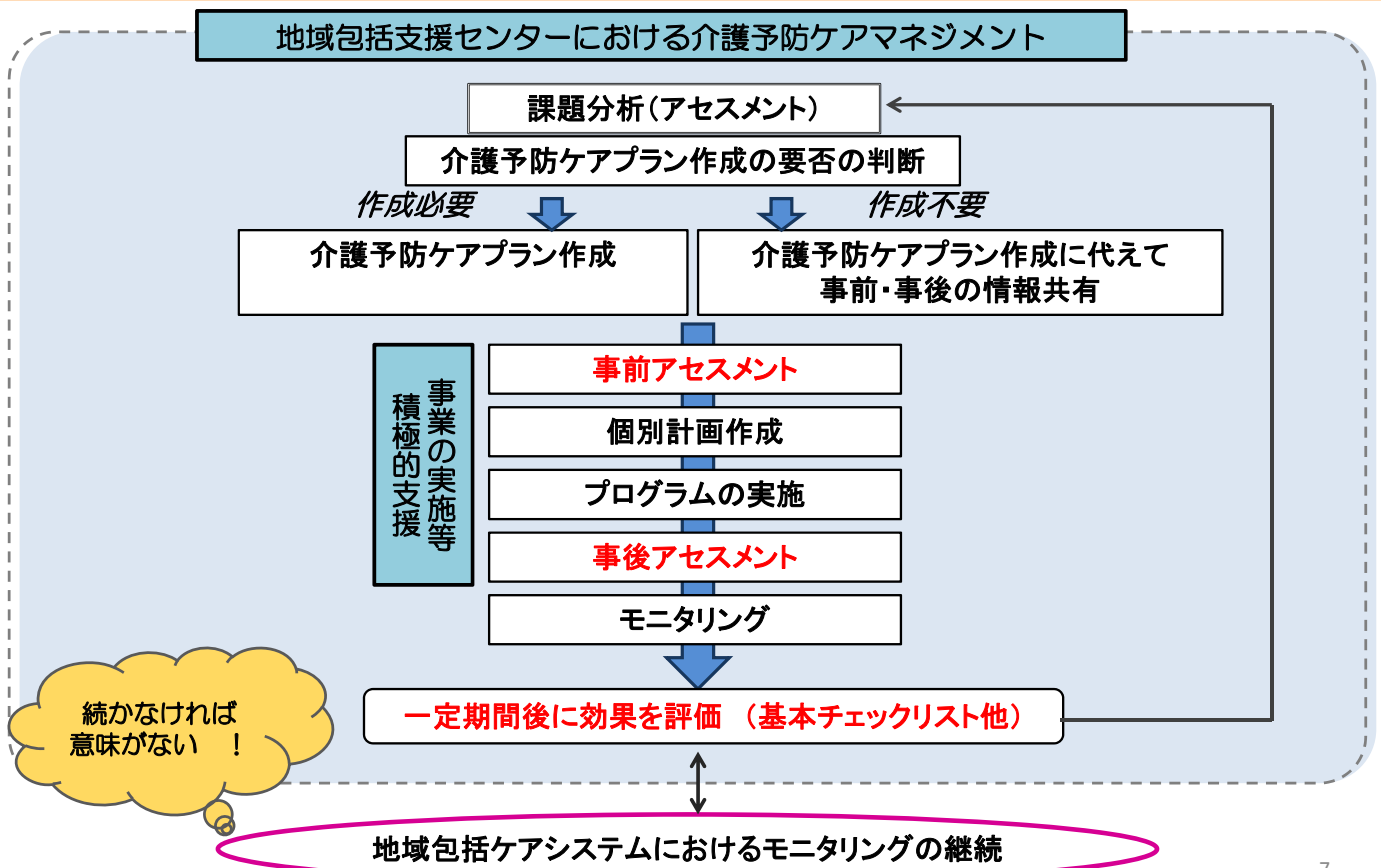 地域包括支援センターにおける介護予防ケアマネジメント
課題分析（アセスメント）
介護予防ケアプラン作成の要否の判断
作成必要
作成不要
介護予防ケアプラン作成
介護予防ケアプラン作成に代えて
事前・事後の情報共有
事業の実施等
積極的支援
事前アセスメント
個別計画作成
プログラムの実施
事後アセスメント
モニタリング
続かなければ
意味がない　！
一定期間後に効果を評価　（基本チェックリスト他）
地域包括ケアシステムにおけるモニタリングの継続